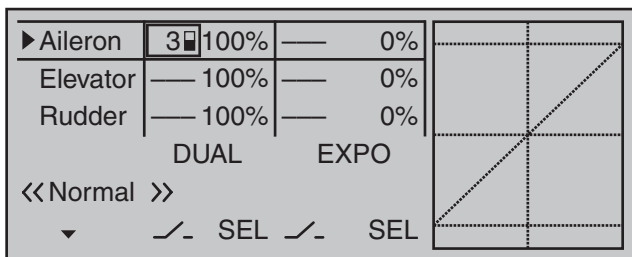 Aileron 3 100% ––– 0%
Elevator ––– 100% ––– 0%
Rudder ––– 100% ––– 0%
DUAL EXPO
«Normal »
SEL SEL